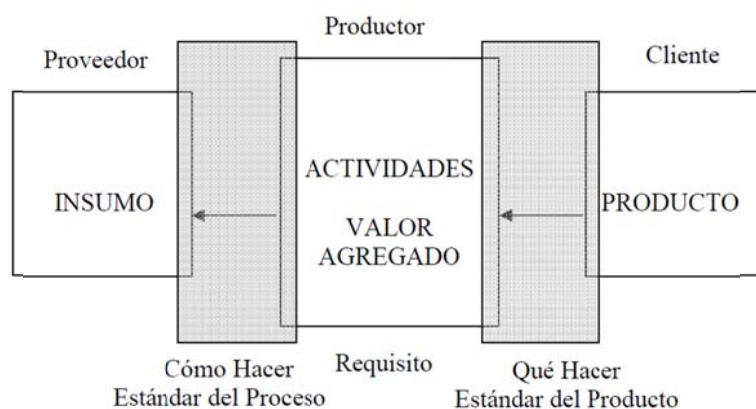 Productor
Proveedor
Cliente
INSUMO
ACTIVIDADES
VALOR
AGREGADO
PRODUCTO
Cómo Hacer
Estándar del Proceso
Requisito
Qué Hacer
Estándar del Producto